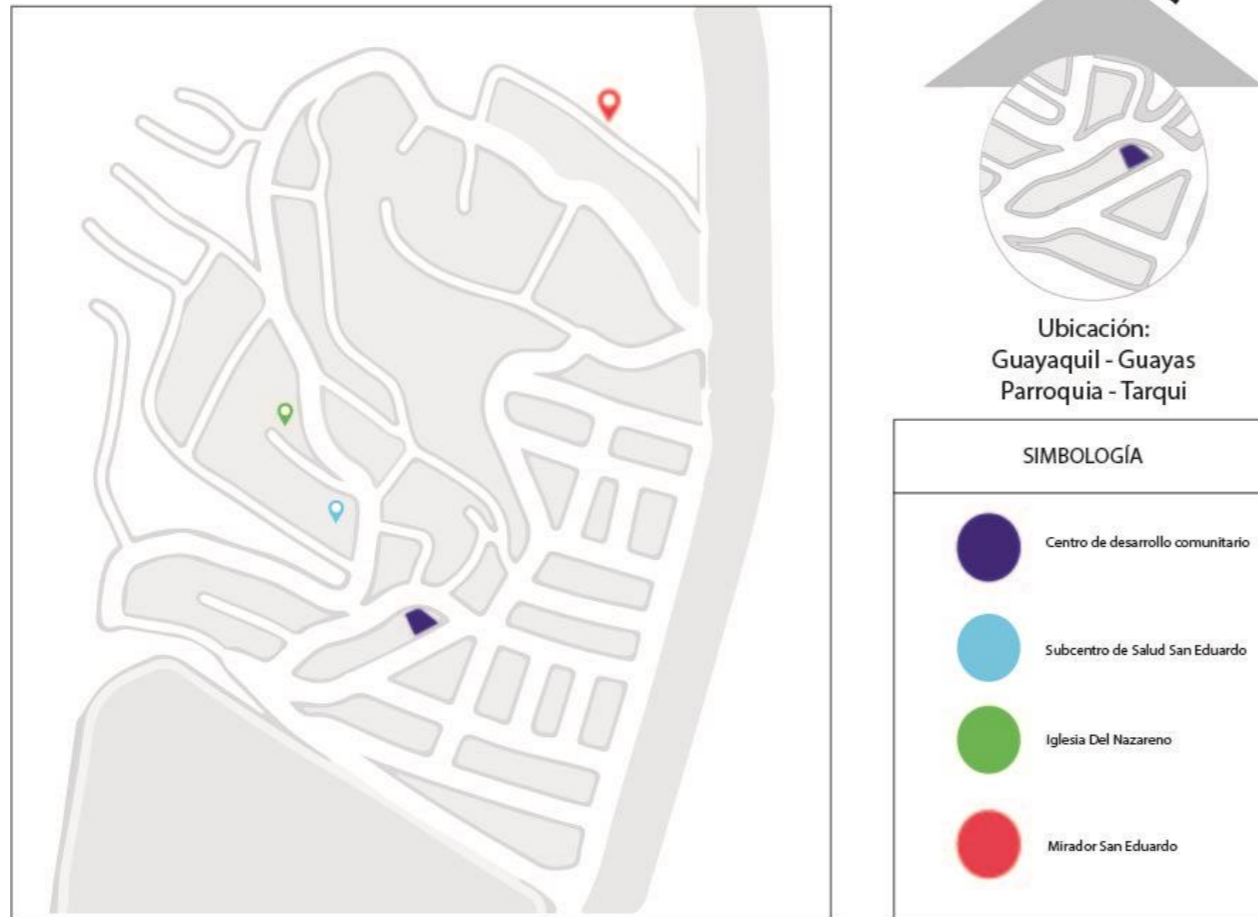 Ubicación:
Guayaquil - Guayas
Parroquia - Tarqui
SIMBOLOGÍA
Centro de desarrollo comunitario
Subcentro de Salud San Eduardo
Iglesia Del Nazareno
Mirador San Eduardo